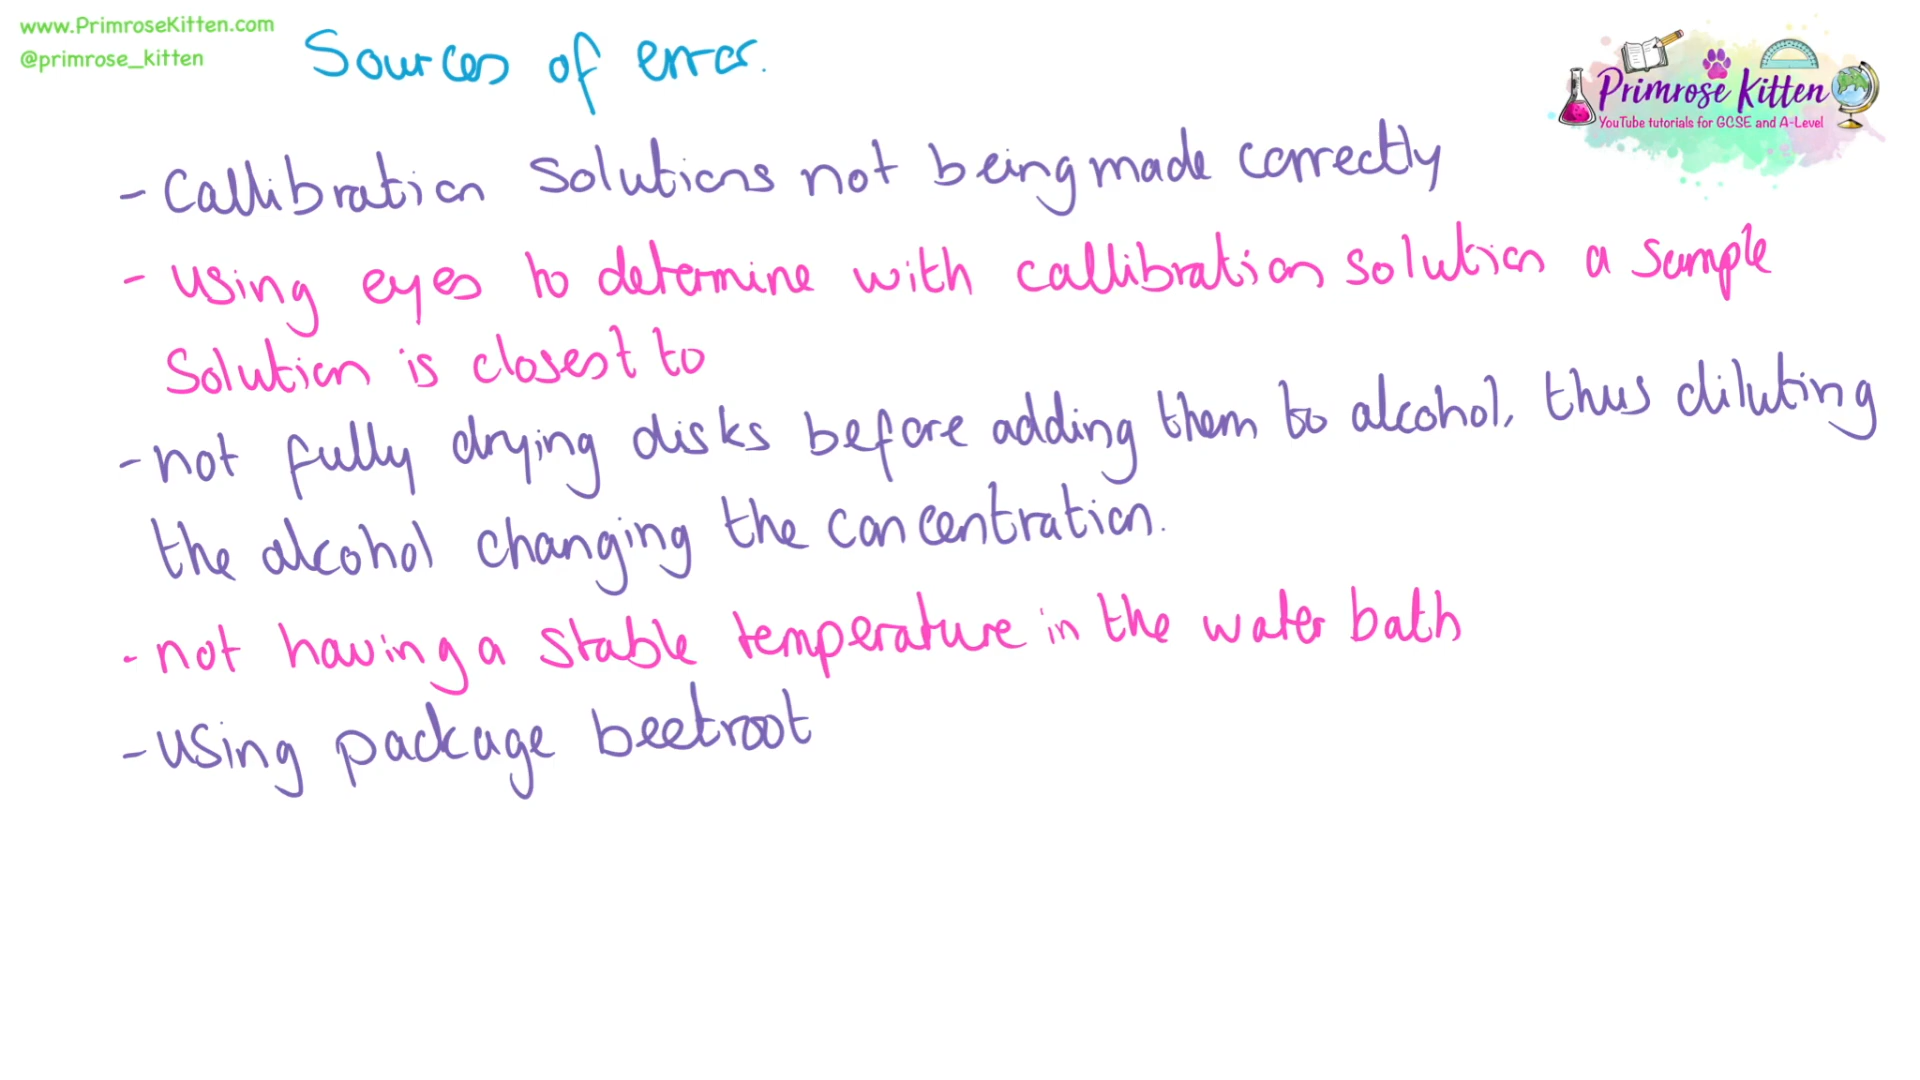 www.PrimroseKitten.com
@primrose_kitten
Sources of error.
Primrose Kitten
YouTube tutorials for GCSE and A-Level
- Callibration solutions not being made correctly
- using eyes to determine with callibration solution a sample
solution is closest to
- not fully drying disks before adding them to alcohol, thus diluting
the alcohol changing the concentration.
- not having a stable temperature in the water bath
- using package beetroot